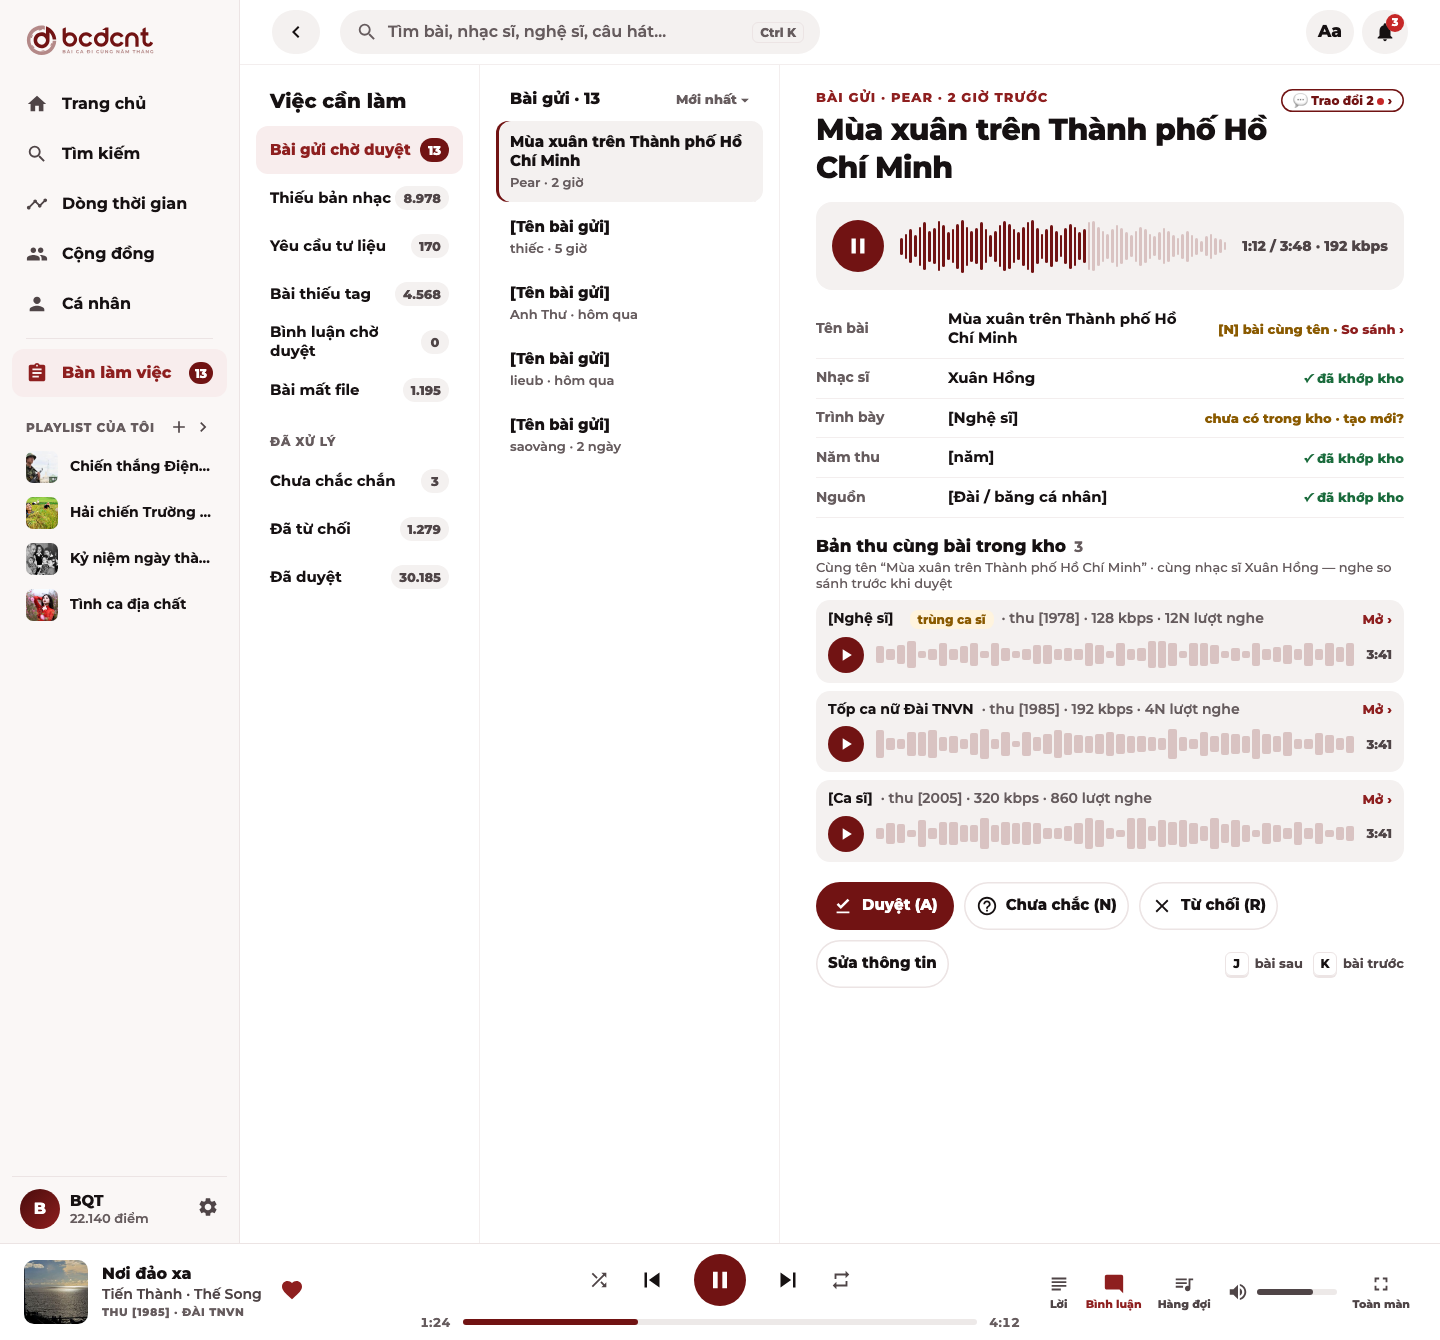 bcdcnt
BÀI CA ĐI CÙNG NĂM THÁNG
Trang chủ
Tìm kiếm
Dòng thời gian
Cộng đồng
Cá nhân
Bàn làm việc 13
PLAYLIST CỦA TÔI
Chiến thắng Điện...
Hải chiến Trường ...
Kỷ niệm ngày thà...
Tình ca địa chất
B
BQT
22.140 điểm
Tìm bài, nhạc sĩ, nghệ sĩ, câu hát... Ctrl K
Aa
3
Việc cần làm
Bài gửi chờ duyệt 13
Thiếu bản nhạc 8.978
Yêu cầu tư liệu 170
Bài thiếu tag 4.568
Bình luận chờ
duyệt 0
Bài mất file 1.195
ĐÃ XỬ LÝ
Chưa chắc chắn 3
Đã từ chối 1.279
Đã duyệt 30.185
Bài gửi · 13 Mới nhất
Mùa xuân trên Thành phố Hồ
Chí Minh
Pear · 2 giờ
[Tên bài gửi]
thiếc · 5 giờ
[Tên bài gửi]
Anh Thư · hôm qua
[Tên bài gửi]
lieub · hôm qua
[Tên bài gửi]
saovàng · 2 ngày
BÀI GỬI · PEAR · 2 GIỜ TRƯỚC
Trao đổi 2 ›
Mùa xuân trên Thành phố Hồ
Chí Minh
1:12 / 3:48 · 192 kbps
Tên bài Mùa xuân trên Thành phố Hồ
Chí Minh [N] bài cùng tên · So sánh ›
Nhạc sĩ Xuân Hồng ✓ đã khớp kho
Trình bày [Nghệ sĩ] chưa có trong kho · tạo mới?
Năm thu [năm] ✓ đã khớp kho
Nguồn [Đài / băng cá nhân] ✓ đã khớp kho
Bản thu cùng bài trong kho 3
Cùng tên “Mùa xuân trên Thành phố Hồ Chí Minh” · cùng nhạc sĩ Xuân Hồng — nghe so
sánh trước khi duyệt
[Nghệ sĩ] trùng ca sĩ · thu [1978] · 128 kbps · 12N lượt nghe Mở ›
3:41
Tốp ca nữ Đài TNVN · thu [1985] · 192 kbps · 4N lượt nghe Mở ›
3:41
[Ca sĩ] · thu [2005] · 320 kbps · 860 lượt nghe Mở ›
3:41
Duyệt (A) Chưa chắc (N) Từ chối (R)
Sửa thông tin J bài sau K bài trước
Nơi đảo xa
Tiến Thành · Thế Song
THU [1985] · ĐÀI TNVN
1:24 4:12
Lời Bình luận Hàng đợi Toàn màn